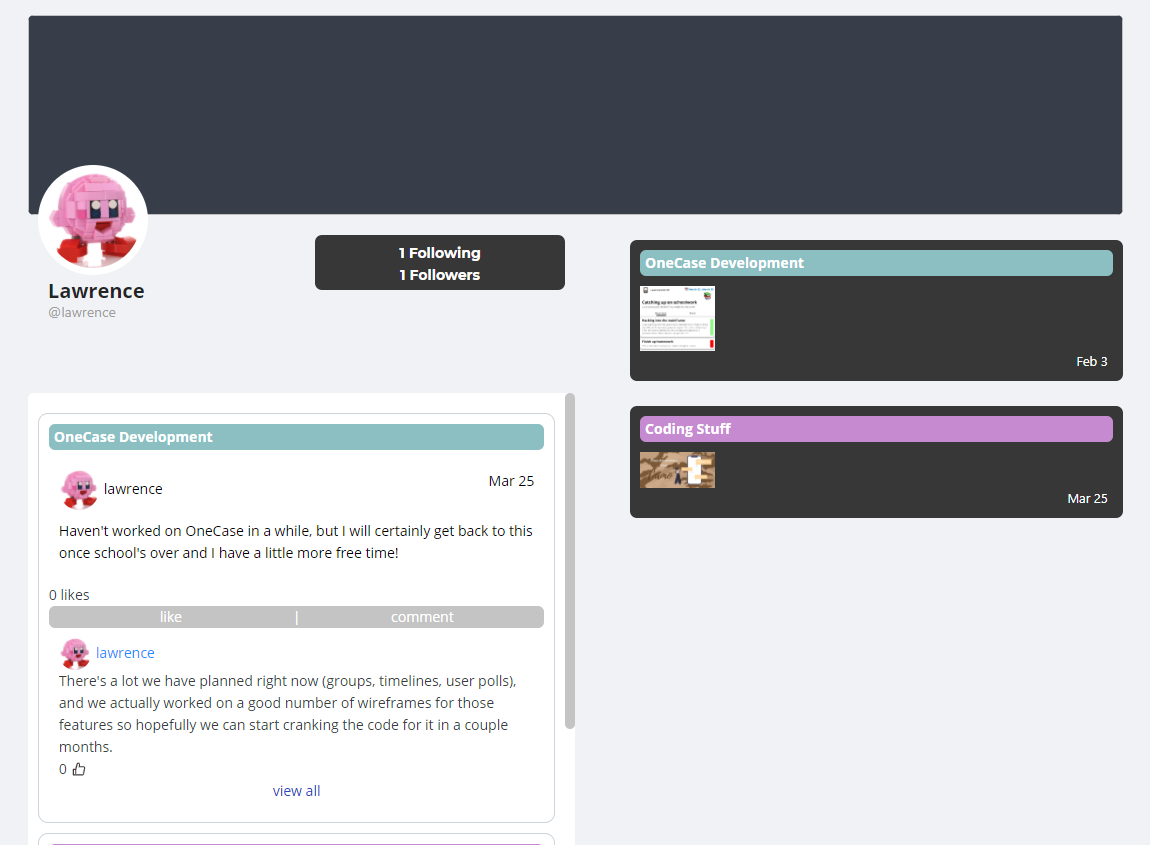 Lawrence
@lawrence
1 Following
1 Followers
OneCase Development
lawrence
Mar 25
Haven't worked on OneCase in a while, but I will certainly get back to this
once school's over and I have a little more free time!
0 likes
like | comment
lawrence
There's a lot we have planned right now (groups, timelines, user polls),
and we actually worked on a good number of wireframes for those
features so hopefully we can start cranking the code for it in a couple
months.
0
view all
OneCase Development
Catching up on schoolwork
Feb 3
Coding Stuff
Mar 25